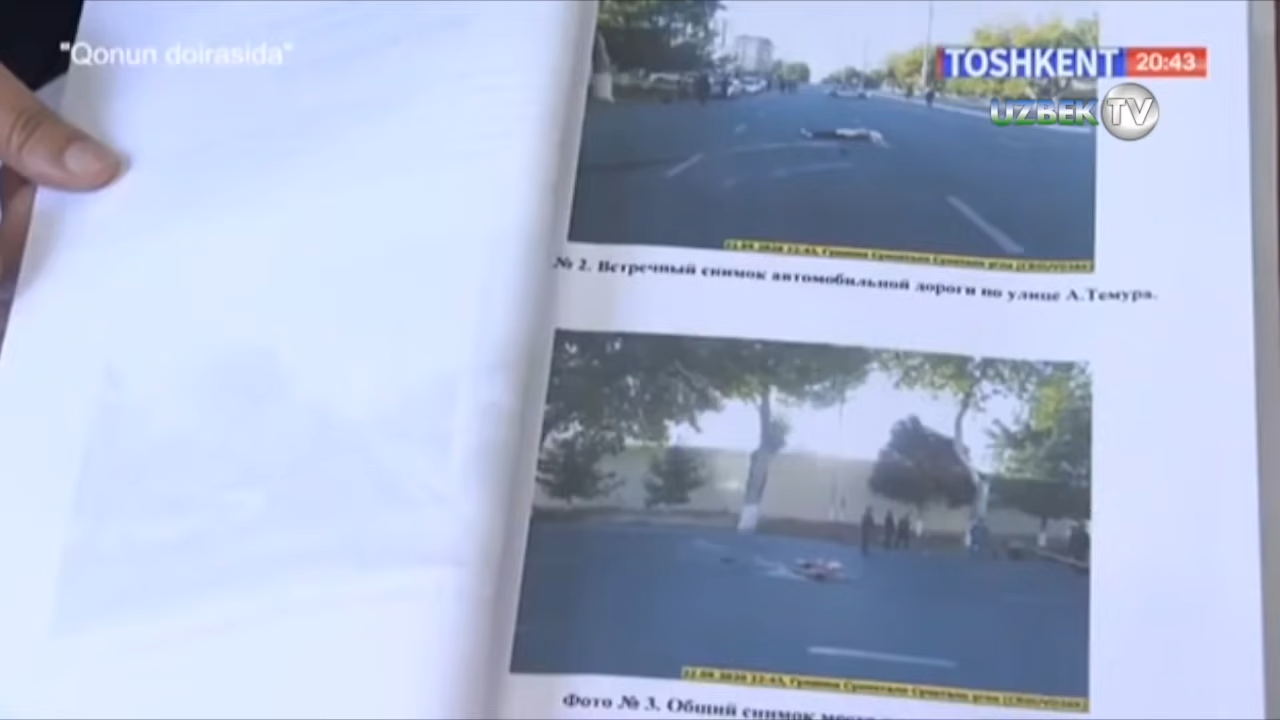 "Qonun doirasida"
TOSHKENT 20:43
UZBEK TV
№ 2. Встречный снимок автомобильной дороги по улице А.Темура.
Фото № 3. Общий снимок места